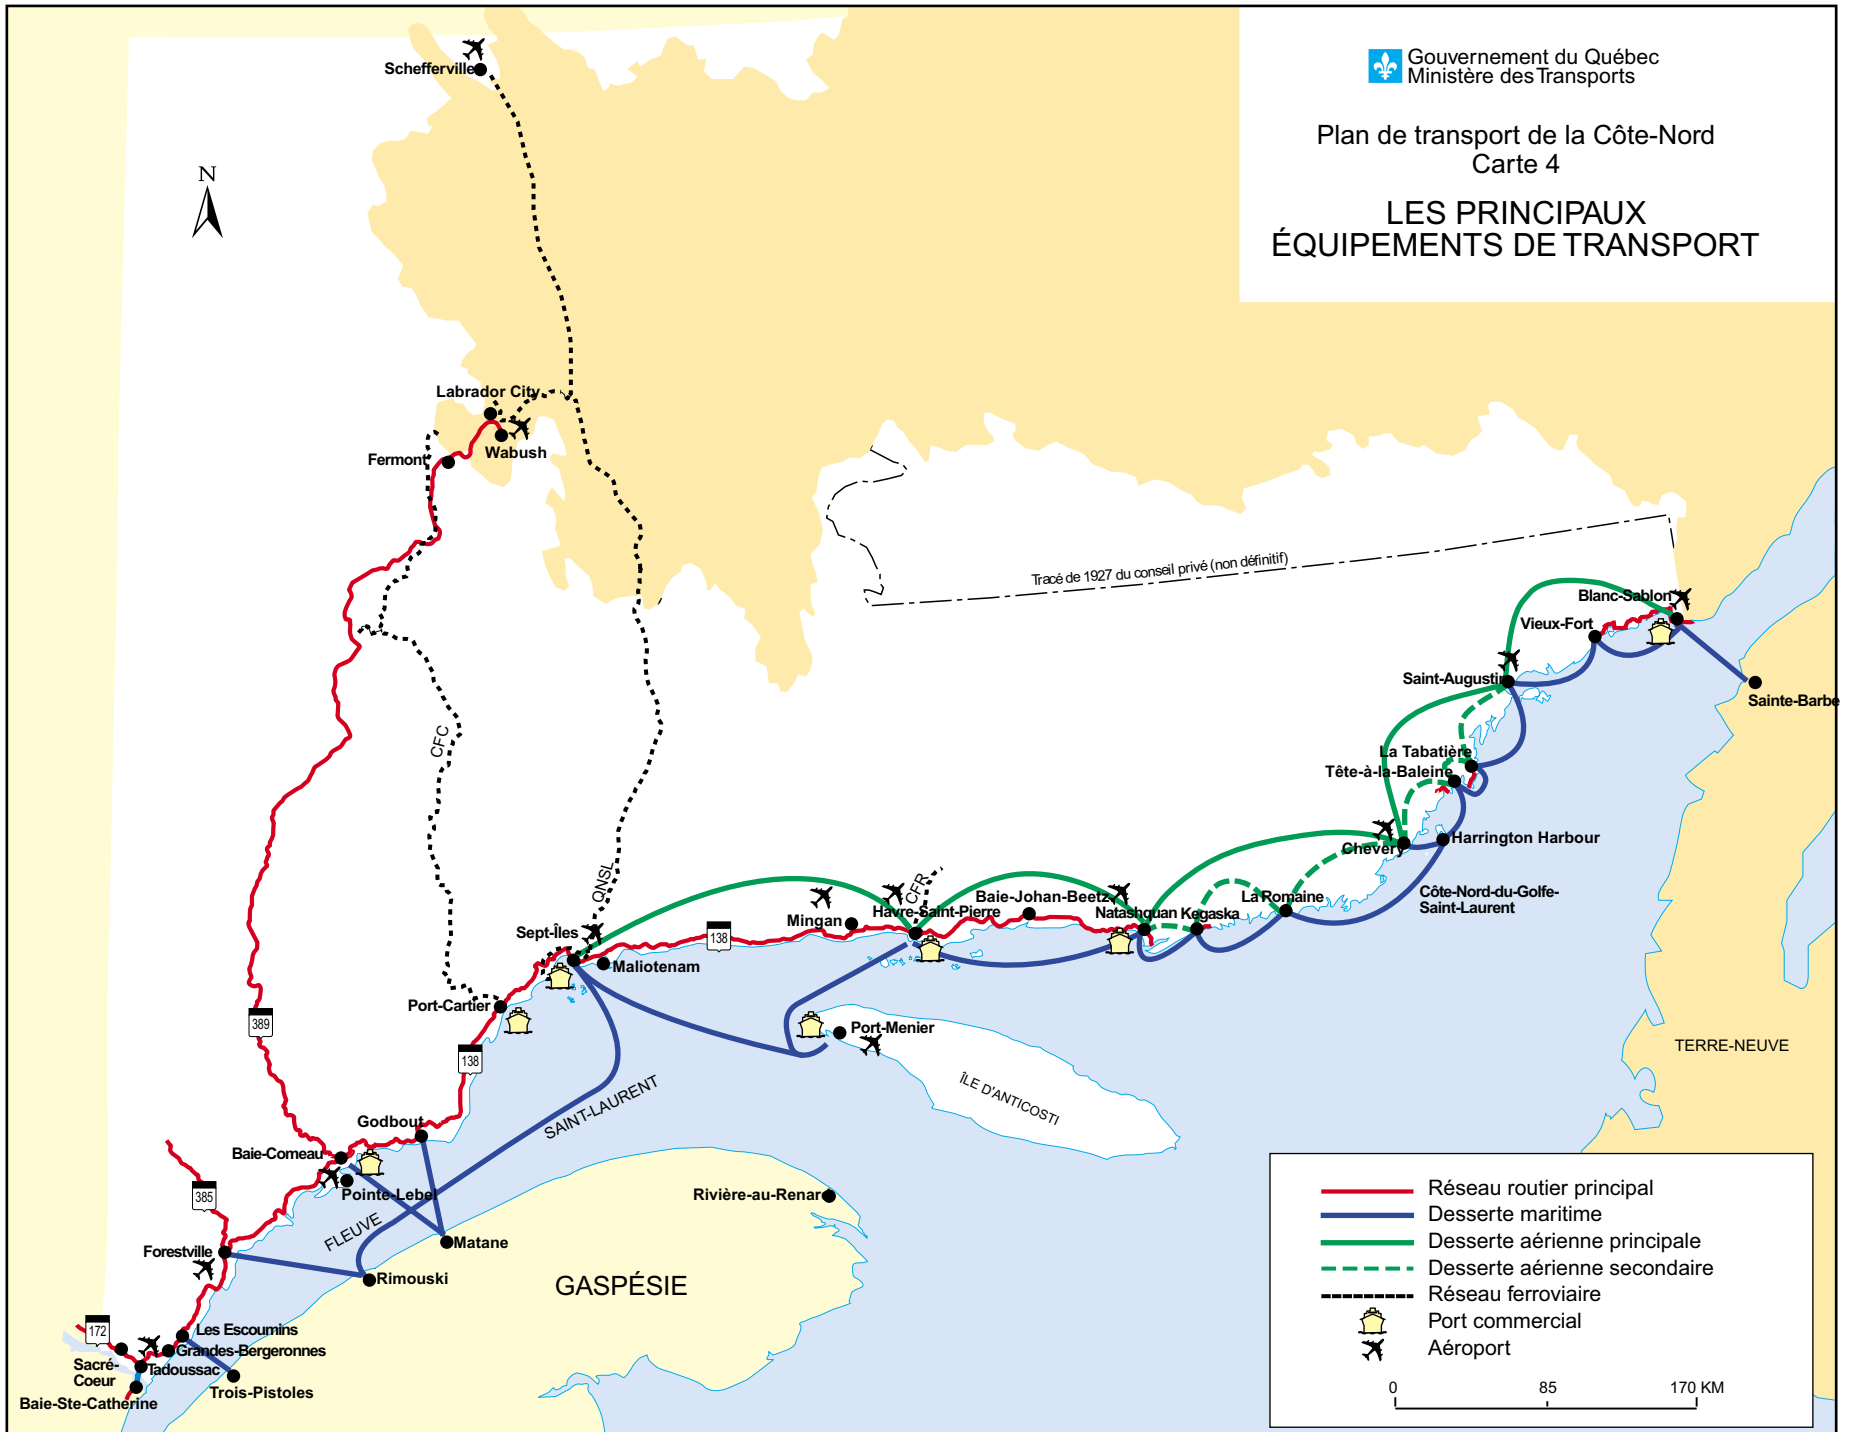 Gouvernement du Québec
Ministère des Transports
Plan de transport de la Côte-Nord
Carte 4
LES PRINCIPAUX
ÉQUIPEMENTS DE TRANSPORT
Schefferville
N
Labrador City
Wabush
Fermont
Tracé de 1927 du conseil privé (non définitif)
Blanc-Sablon
Vieux-Fort
Saint-Augustin
Sainte-Barbe
CFC
La Tabatière
Tête-à-la-Baleine
Harrington Harbour
Chevery
QNSL
CFR
Côte-Nord-du-Golfe-
Saint-Laurent
Baie-Johan-Beetz
La Romaine
Havre-Saint-Pierre
Natashquan
Kegaska
Mingan
Sept-Îles
138
Maliotenam
Port-Cartier
389
Port-Menier
138
TERRE-NEUVE
ÎLE D'ANTICOSTI
SAINT-LAURENT
Godbout
Baie-Comeau
Pointe-Lebel
385
Rivière-au-Renar
FLEUVE
Matane
Forestville
Rimouski
GASPÉSIE
172
Les Escoumins
Grandes-Bergeronnes
Sacré-
Coeur
Tadoussac
Trois-Pistoles
Baie-Ste-Catherine
Réseau routier principal
Desserte maritime
Desserte aérienne principale
Desserte aérienne secondaire
Réseau ferroviaire
Port commercial
Aéroport
0 85 170 KM